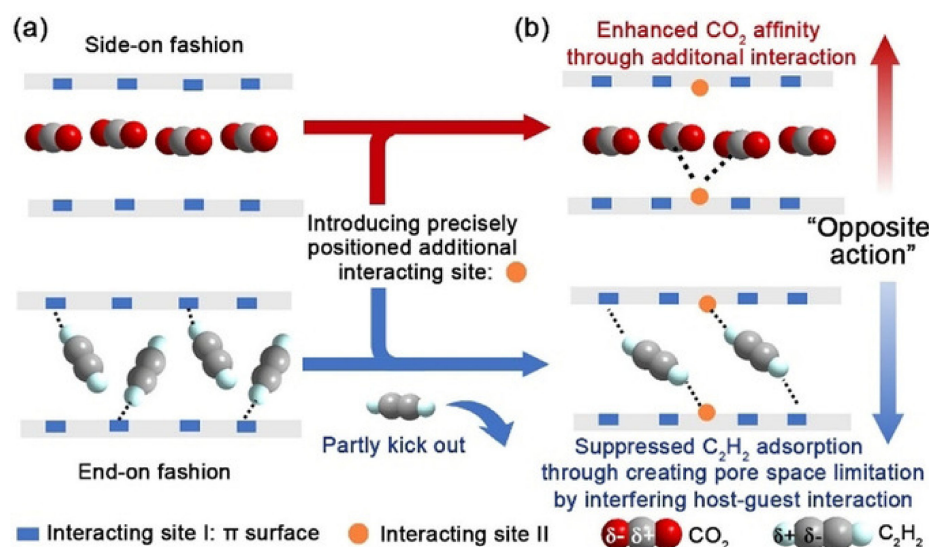 (a)
Side-on fashion
(b)
Enhanced CO₂ affinity
through additonal interaction
Introducing precisely
positioned additional
interacting site:
"Opposite
action"
Partly kick out
End-on fashion
Suppressed C₂H₂ adsorption
through creating pore space limitation
by interfering host-guest interaction
Interacting site I: π surface
Interacting site II
δ- δ+ CO₂
δ+ δ- C₂H₂